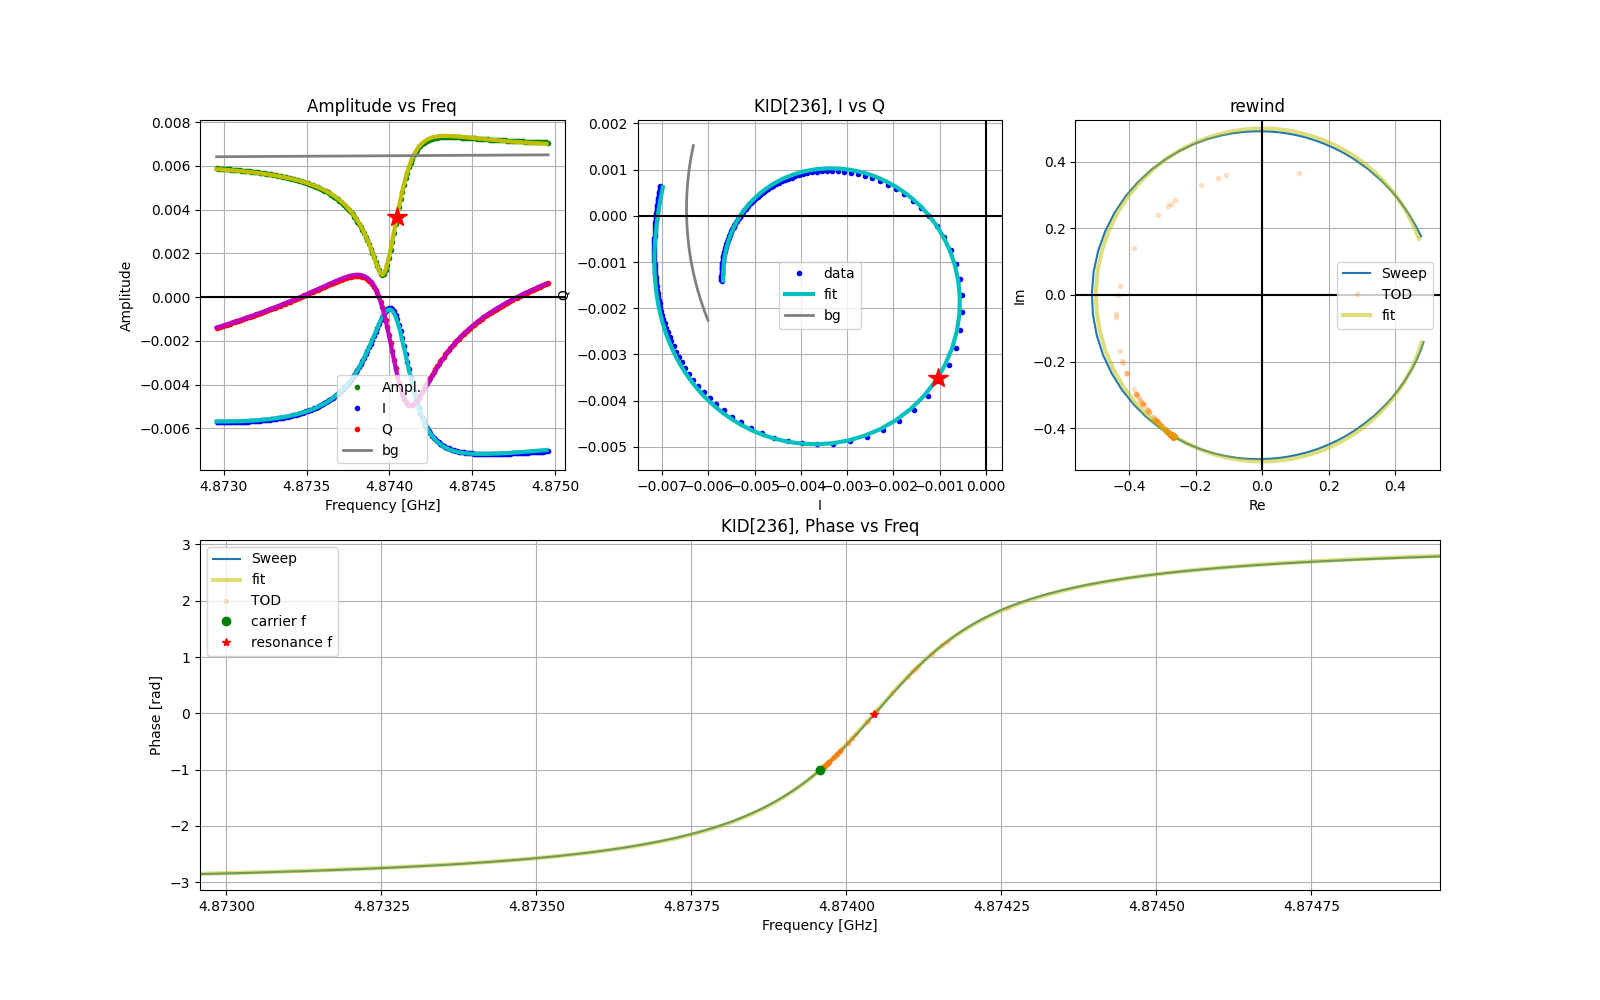 Amplitude vs Freq
0.008
0.006
0.004
0.002
0.000
−0.002
−0.004
−0.006
Amplitude
Ampl.
I
Q
bg
4.8730
4.8735
4.8740
4.8745
4.8750
Frequency [GHz]
KID[236], I vs Q
0.002
0.001
0.000
−0.001
−0.002
−0.003
−0.004
−0.005
Q
data
fit
bg
−0.007
−0.006
−0.005
−0.004
−0.003
−0.002
−0.001
0.000
I
rewind
0.4
0.2
0.0
−0.2
−0.4
Im
Sweep
TOD
fit
−0.4
−0.2
0.0
0.2
0.4
Re
KID[236], Phase vs Freq
3
2
1
0
−1
−2
−3
Phase [rad]
Sweep
fit
TOD
carrier f
resonance f
4.87300
4.87325
4.87350
4.87375
4.87400
4.87425
4.87450
4.87475
Frequency [GHz]